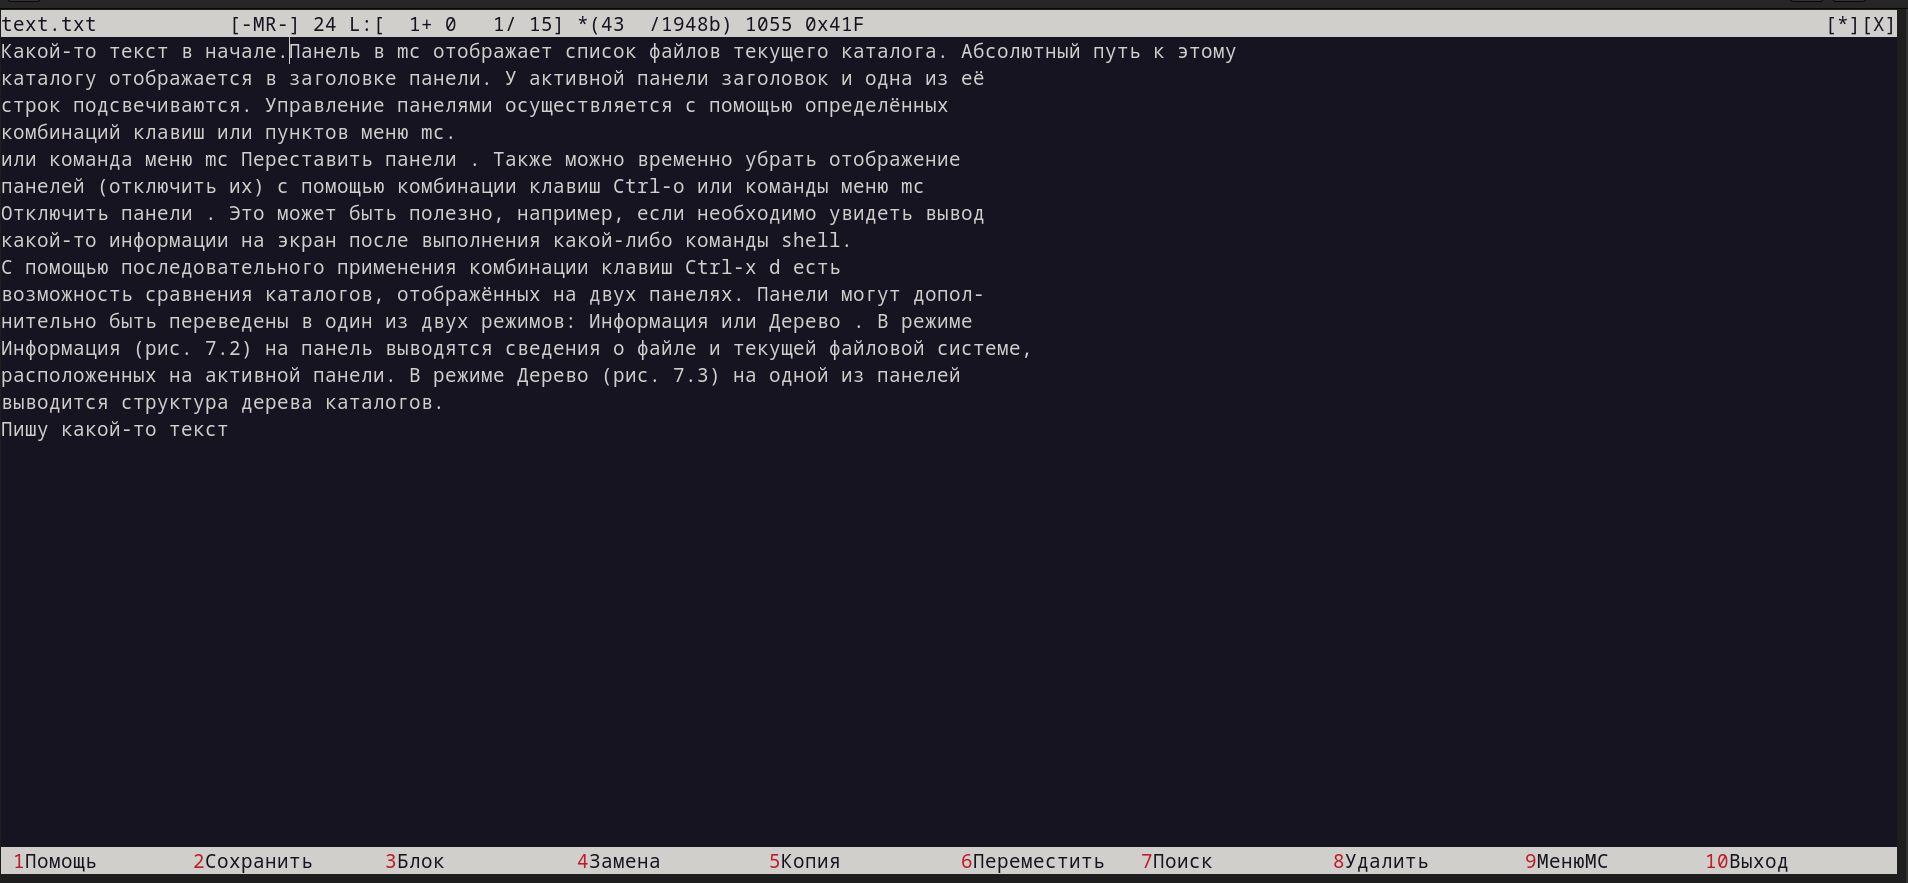 text.txt [-MR-] 24 L:[ 1+ 0 1/ 15] *(43 /1948b) 1055 0x41F [*][X]
Какой-то текст в начале.Панель в mc отображает список файлов текущего каталога. Абсолютный путь к этому
каталогу отображается в заголовке панели. У активной панели заголовок и одна из её
строк подсвечиваются. Управление панелями осуществляется с помощью определённых
комбинаций клавиш или пунктов меню mc.
или команда меню mc Переставить панели . Также можно временно убрать отображение
панелей (отключить их) с помощью комбинации клавиш Ctrl-o или команды меню mc
Отключить панели . Это может быть полезно, например, если необходимо увидеть вывод
какой-то информации на экран после выполнения какой-либо команды shell.
С помощью последовательного применения комбинации клавиш Ctrl-x d есть
возможность сравнения каталогов, отображённых на двух панелях. Панели могут допол-
нительно быть переведены в один из двух режимов: Информация или Дерево . В режиме
Информация (рис. 7.2) на панель выводятся сведения о файле и текущей файловой системе,
расположенных на активной панели. В режиме Дерево (рис. 7.3) на одной из панелей
выводится структура дерева каталогов.
Пишу какой-то текст
1Помощь 2Сохранить 3Блок 4Замена 5Копия 6Переместить 7Поиск 8Удалить 9МенюMC 10Выход